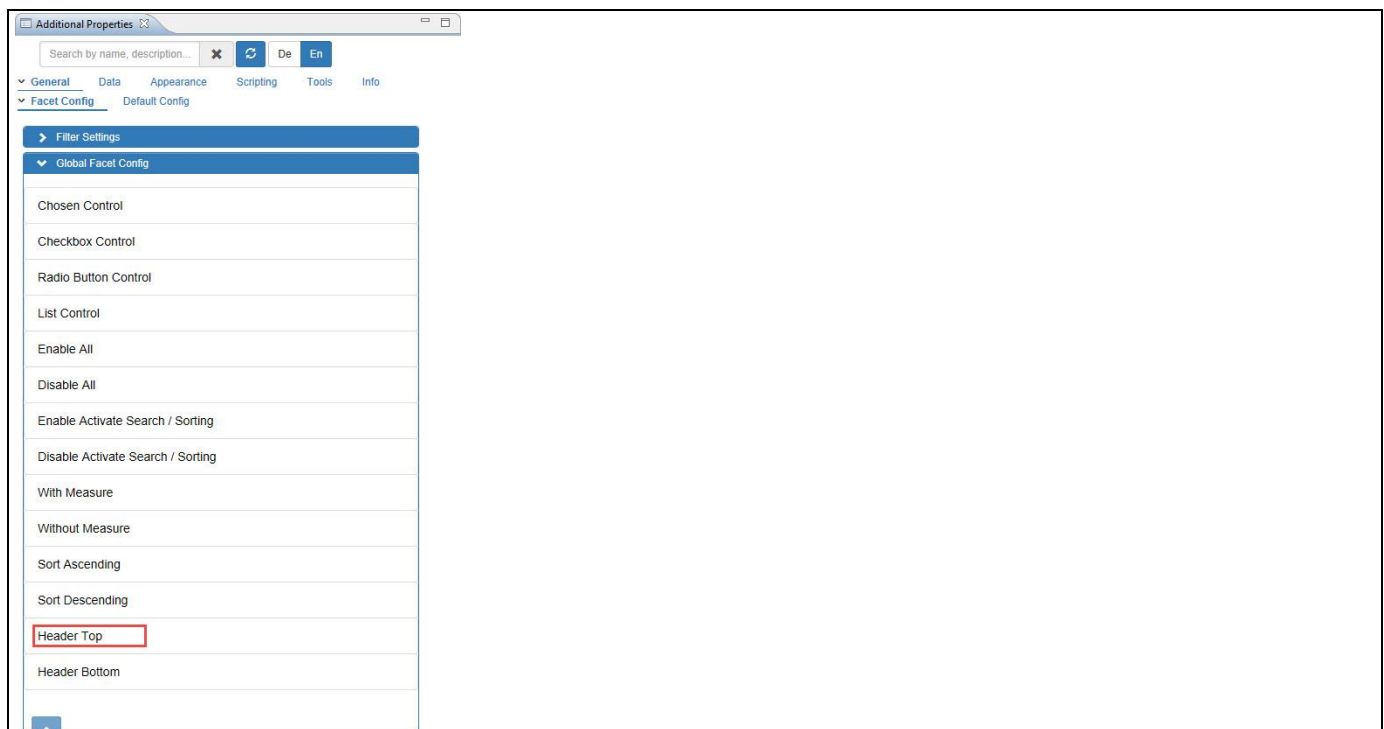 Additional Properties
Search by name, description... De En
General Data Appearance Scripting Tools Info
Facet Config Default Config
Filter Settings
Global Facet Config
Chosen Control
Checkbox Control
Radio Button Control
List Control
Enable All
Disable All
Enable Activate Search / Sorting
Disable Activate Search / Sorting
With Measure
Without Measure
Sort Ascending
Sort Descending
Header Top
Header Bottom